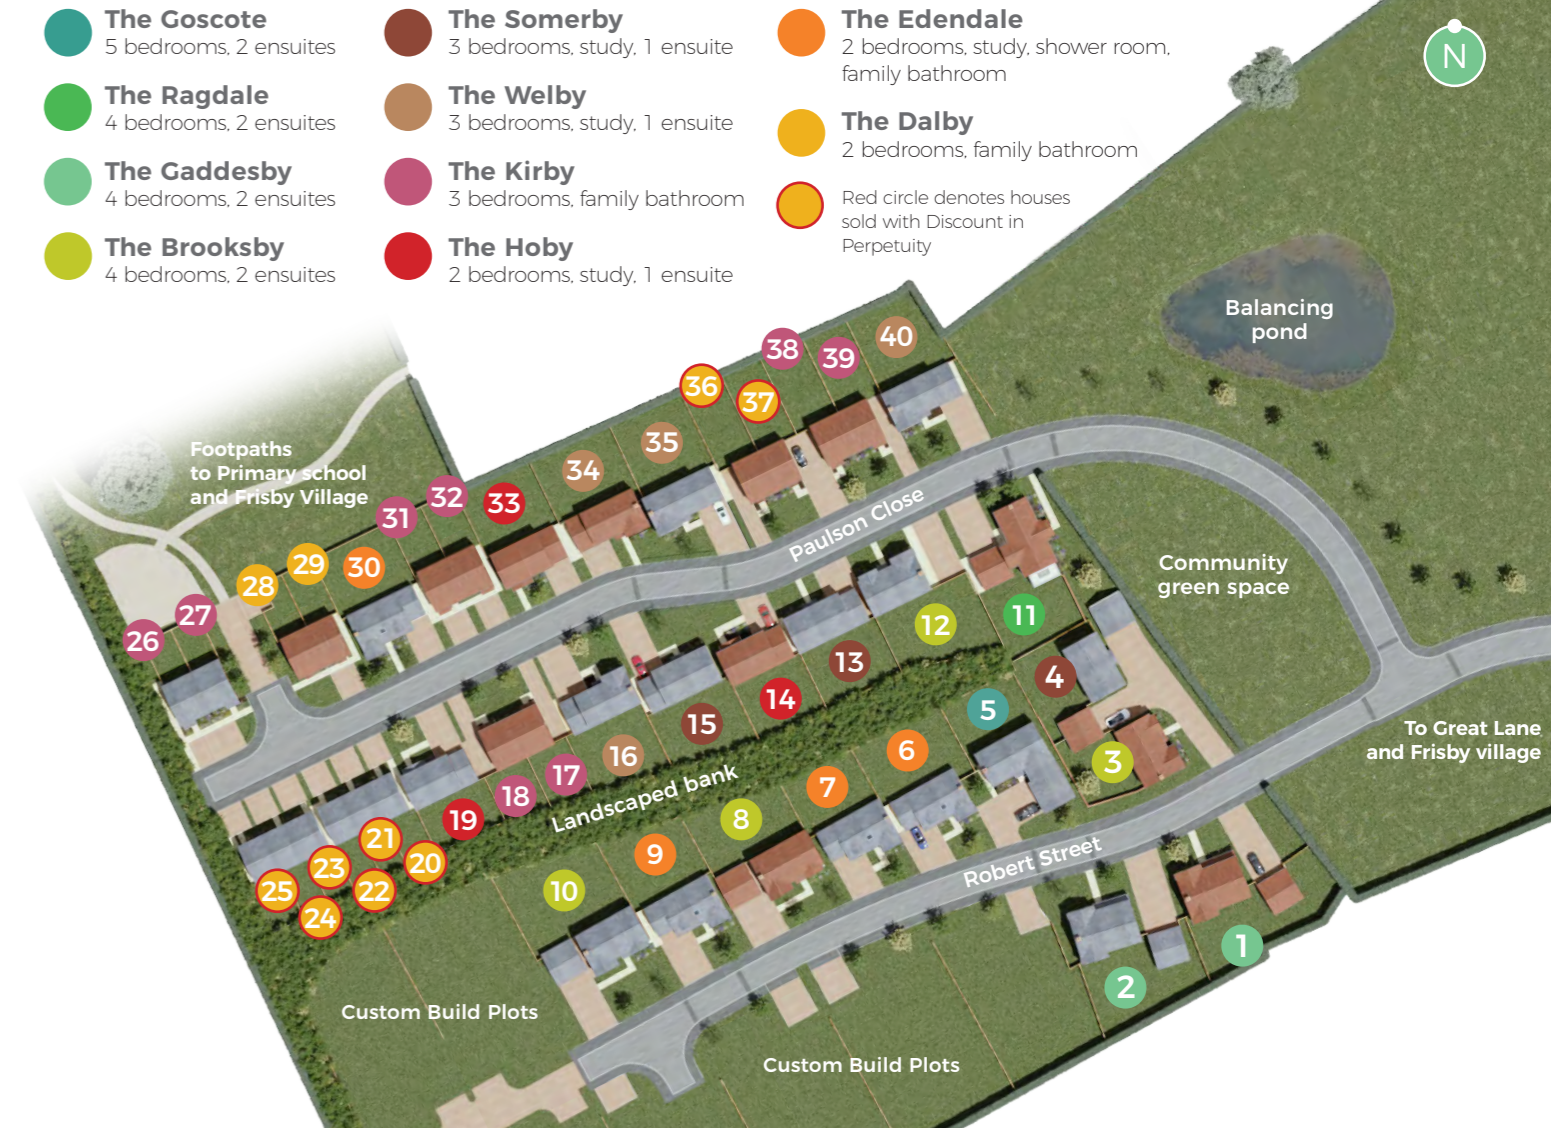 The Goscote
5 bedrooms, 2 ensuites
The Ragdale
4 bedrooms, 2 ensuites
The Gaddesby
4 bedrooms, 2 ensuites
The Brooksby
4 bedrooms, 2 ensuites
The Somerby
3 bedrooms, study, 1 ensuite
The Welby
3 bedrooms, study, 1 ensuite
The Kirby
3 bedrooms, family bathroom
The Hoby
2 bedrooms, study, 1 ensuite
The Edendale
2 bedrooms, study, shower room,
family bathroom
The Dalby
2 bedrooms, family bathroom
Red circle denotes houses
sold with Discount in
Perpetuity
N
Balancing
pond
40
38
39
36
37
35
34
33
32
31
30
29
28
27
26
Footpaths
to Primary school
and Frisby Village
Paulson Close
Community
green space
11
12
13
14
15
16
17
18
19
20
21
22
23
24
25
Landscaped bank
4
5
3
6
7
8
9
10
To Great Lane
and Frisby village
Robert Street
1
2
Custom Build Plots
Custom Build Plots